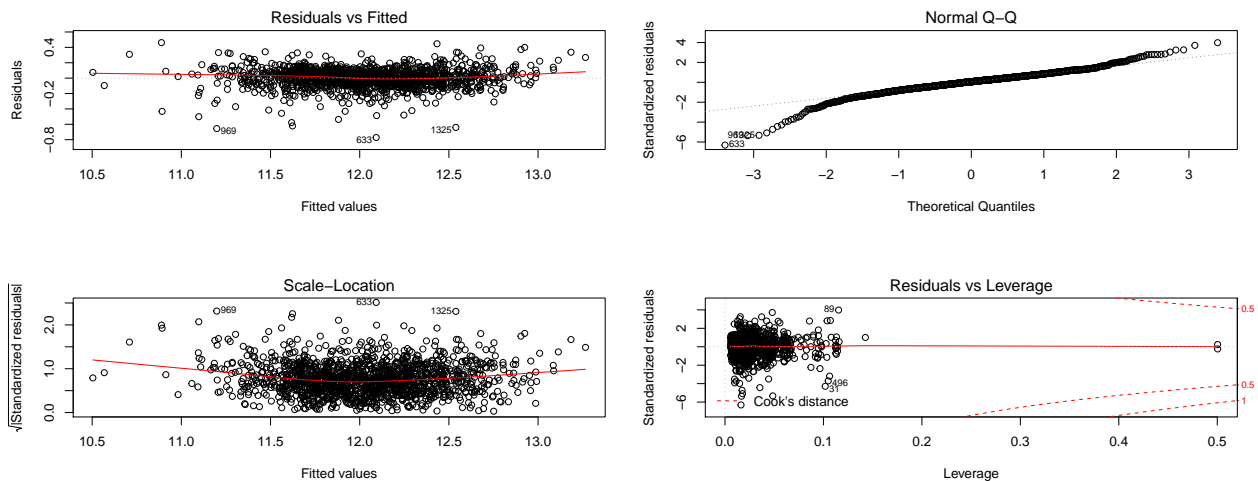 Residuals vs Fitted
Residuals
0.4
−0.2
−0.8
969
633
1325
10.5 11.0 11.5 12.0 12.5 13.0
Fitted values
Normal Q−Q
Standardized residuals
4
2
−2
−6
633
−3 −2 −1 0 1 2 3
Theoretical Quantiles
Scale−Location
√|Standardized residuals|
2.0
1.0
0.0
969
633
1325
10.5 11.0 11.5 12.0 12.5 13.0
Fitted values
Residuals vs Leverage
Standardized residuals
2
−2
−6
89
496
31
Cook's distance
0.5
0.5
1
0.0 0.1 0.2 0.3 0.4 0.5
Leverage